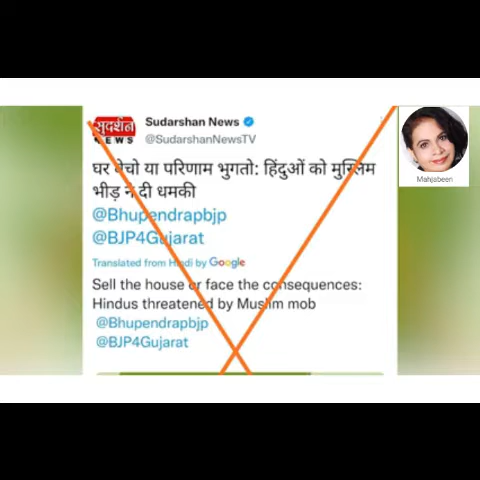 सुदर्शन
NEWS
Sudarshan News
@SudarshanNewsTV
घर बेचो या परिणाम भुगतो: हिंदुओं को मुस्लिम
भीड़ ने दी धमकी
@Bhupendrapbjp
@BJP4Gujarat
Translated from Hindi by Google
Sell the house or face the consequences:
Hindus threatened by Muslim mob
@Bhupendrapbjp
@BJP4Gujarat
Mahjabeen